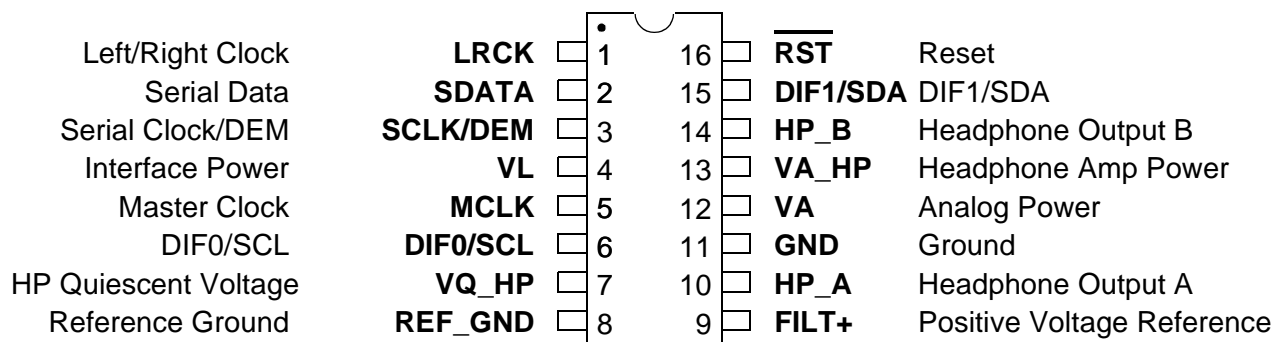 Left/Right Clock LRCK 1 16 RST Reset
Serial Data SDATA 2 15 DIF1/SDA DIF1/SDA
Serial Clock/DEM SCLK/DEM 3 14 HP_B Headphone Output B
Interface Power VL 4 13 VA_HP Headphone Amp Power
Master Clock MCLK 5 12 VA Analog Power
DIF0/SCL DIF0/SCL 6 11 GND Ground
HP Quiescent Voltage VQ_HP 7 10 HP_A Headphone Output A
Reference Ground REF_GND 8 9 FILT+ Positive Voltage Reference